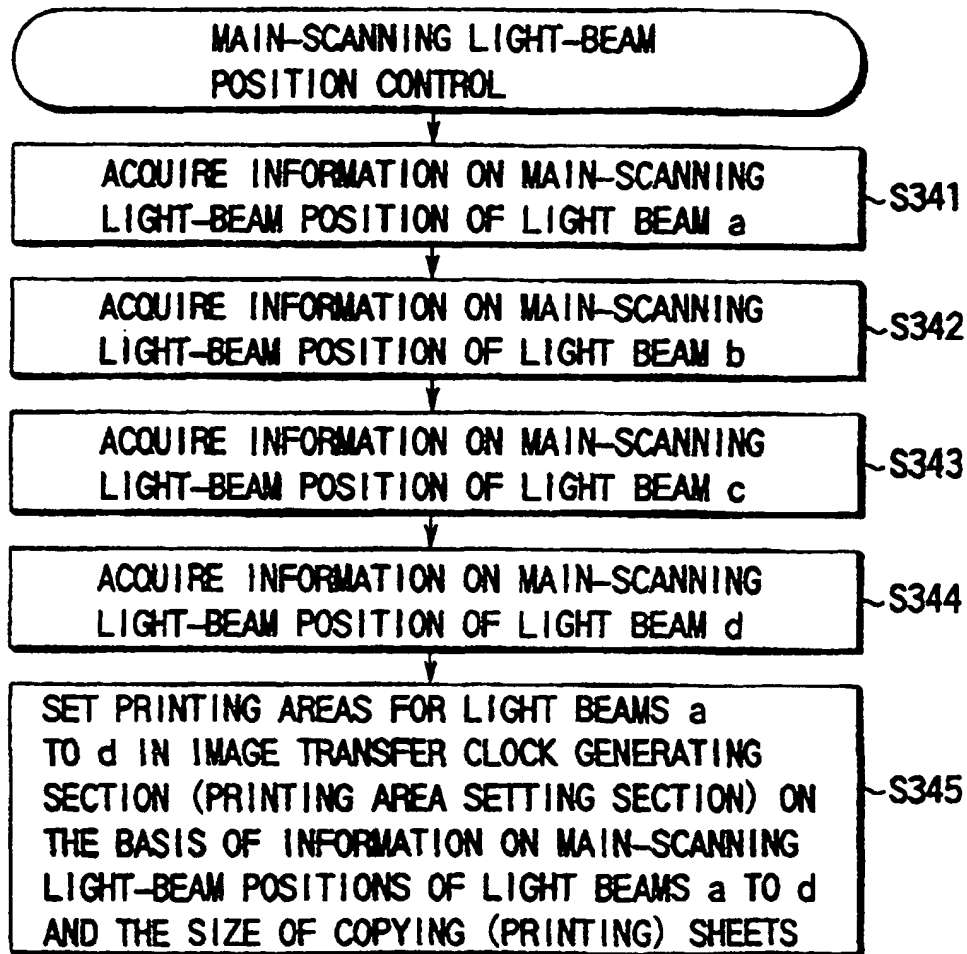 MAIN-SCANNING LIGHT-BEAM
POSITION CONTROL
ACQUIRE INFORMATION ON MAIN-SCANNING
LIGHT-BEAM POSITION OF LIGHT BEAM a
S341
ACQUIRE INFORMATION ON MAIN-SCANNING
LIGHT-BEAM POSITION OF LIGHT BEAM b
S342
ACQUIRE INFORMATION ON MAIN-SCANNING
LIGHT-BEAM POSITION OF LIGHT BEAM c
S343
ACQUIRE INFORMATION ON MAIN-SCANNING
LIGHT-BEAM POSITION OF LIGHT BEAM d
S344
SET PRINTING AREAS FOR LIGHT BEAMS a
TO d IN IMAGE TRANSFER CLOCK GENERATING
SECTION (PRINTING AREA SETTING SECTION) ON
THE BASIS OF INFORMATION ON MAIN-SCANNING
LIGHT-BEAM POSITIONS OF LIGHT BEAMS a TO d
AND THE SIZE OF COPYING (PRINTING) SHEETS
S345